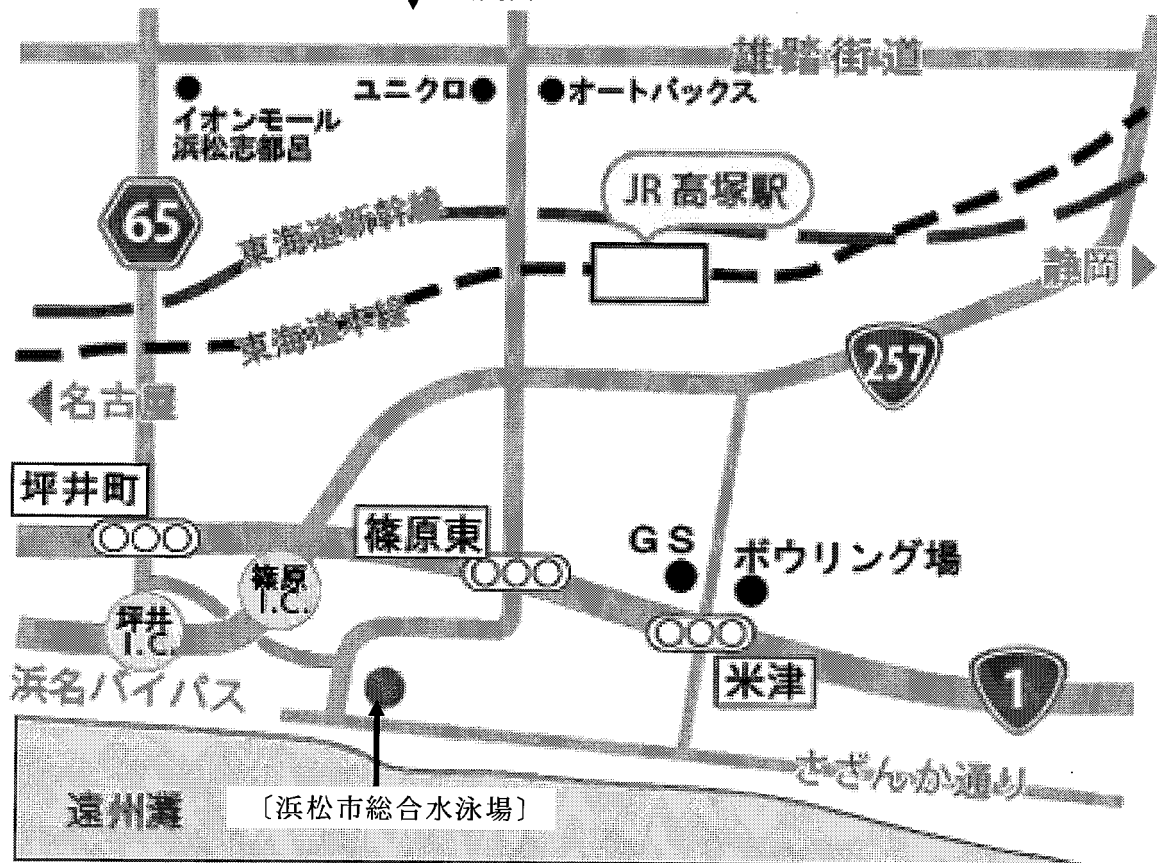 雄踏街道
ユニクロ
オートバックス
イオンモール
浜松志都呂
JR 高塚駅
65
東海道新幹線
静岡
東海道本線
257
名古屋
坪井町
篠原東
GS
ボウリング場
篠原
I.C.
坪井
I.C.
米津
1
浜名バイパス
さざんか通り
遠州灘
〔浜松市総合水泳場〕